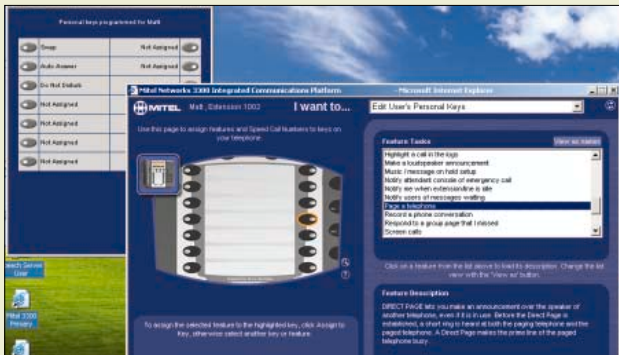 Personal keys programmed for Matt
Swap Not Assigned
Auto Answer Not Assigned
Do Not Disturb
Not Assigned
Not Assigned
Not Assigned
Not Assigned
Mitel Networks 3300 Integrated Communications Platform - Microsoft Internet Explorer
MITEL Matt, Extension 1002 I want to... Edit User's Personal Keys
Use this page to assign features and Speed Call Numbers to keys on
your telephone.
Feature Tasks View as names
Highlight a call in the logs
Make a loudspeaker announcement
Music / message on hold setup
Notify attendant console of emergency call
Notify me when extension/line is idle
Notify users of messages waiting
Page a telephone
Record a phone conversation
Respond to a group page that I missed
Screen calls
Click on a feature from the list above to load its description. Change the list
view with the "View as" button.
Feature Description
DIRECT PAGE lets you make an announcement over the speaker of
another telephone, even if it is in use. Before the Direct Page is
established, a short ring is heard at both the paging telephone and the
paged telephone. A Direct Page makes the prime line of the paged
telephone busy.
To assign the selected feature to the highlighted key, click Assign to
Key, otherwise select another key or feature.
Server
User
Mitel 3300
Primary